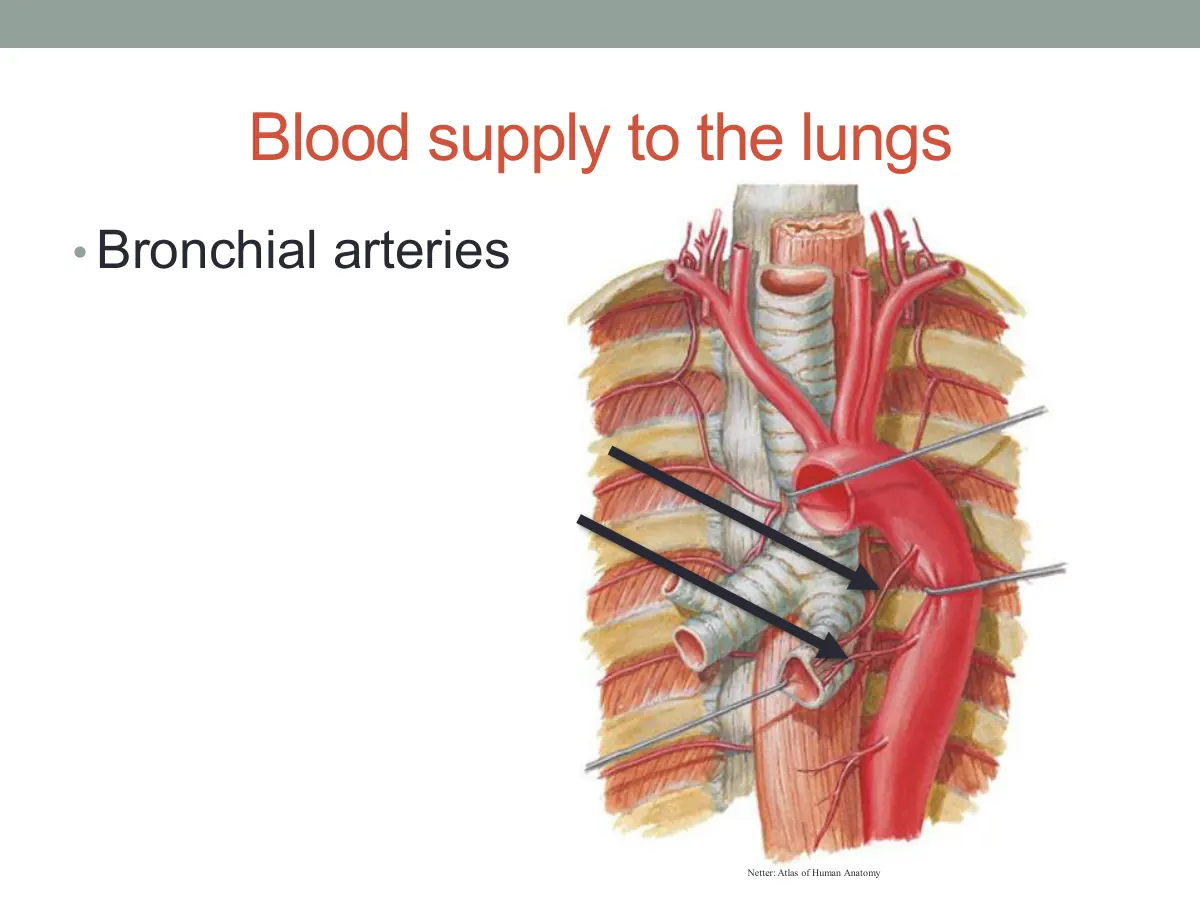 Blood supply to the lungs
• Bronchial arteries
Netter: Atlas of Human Anatomy